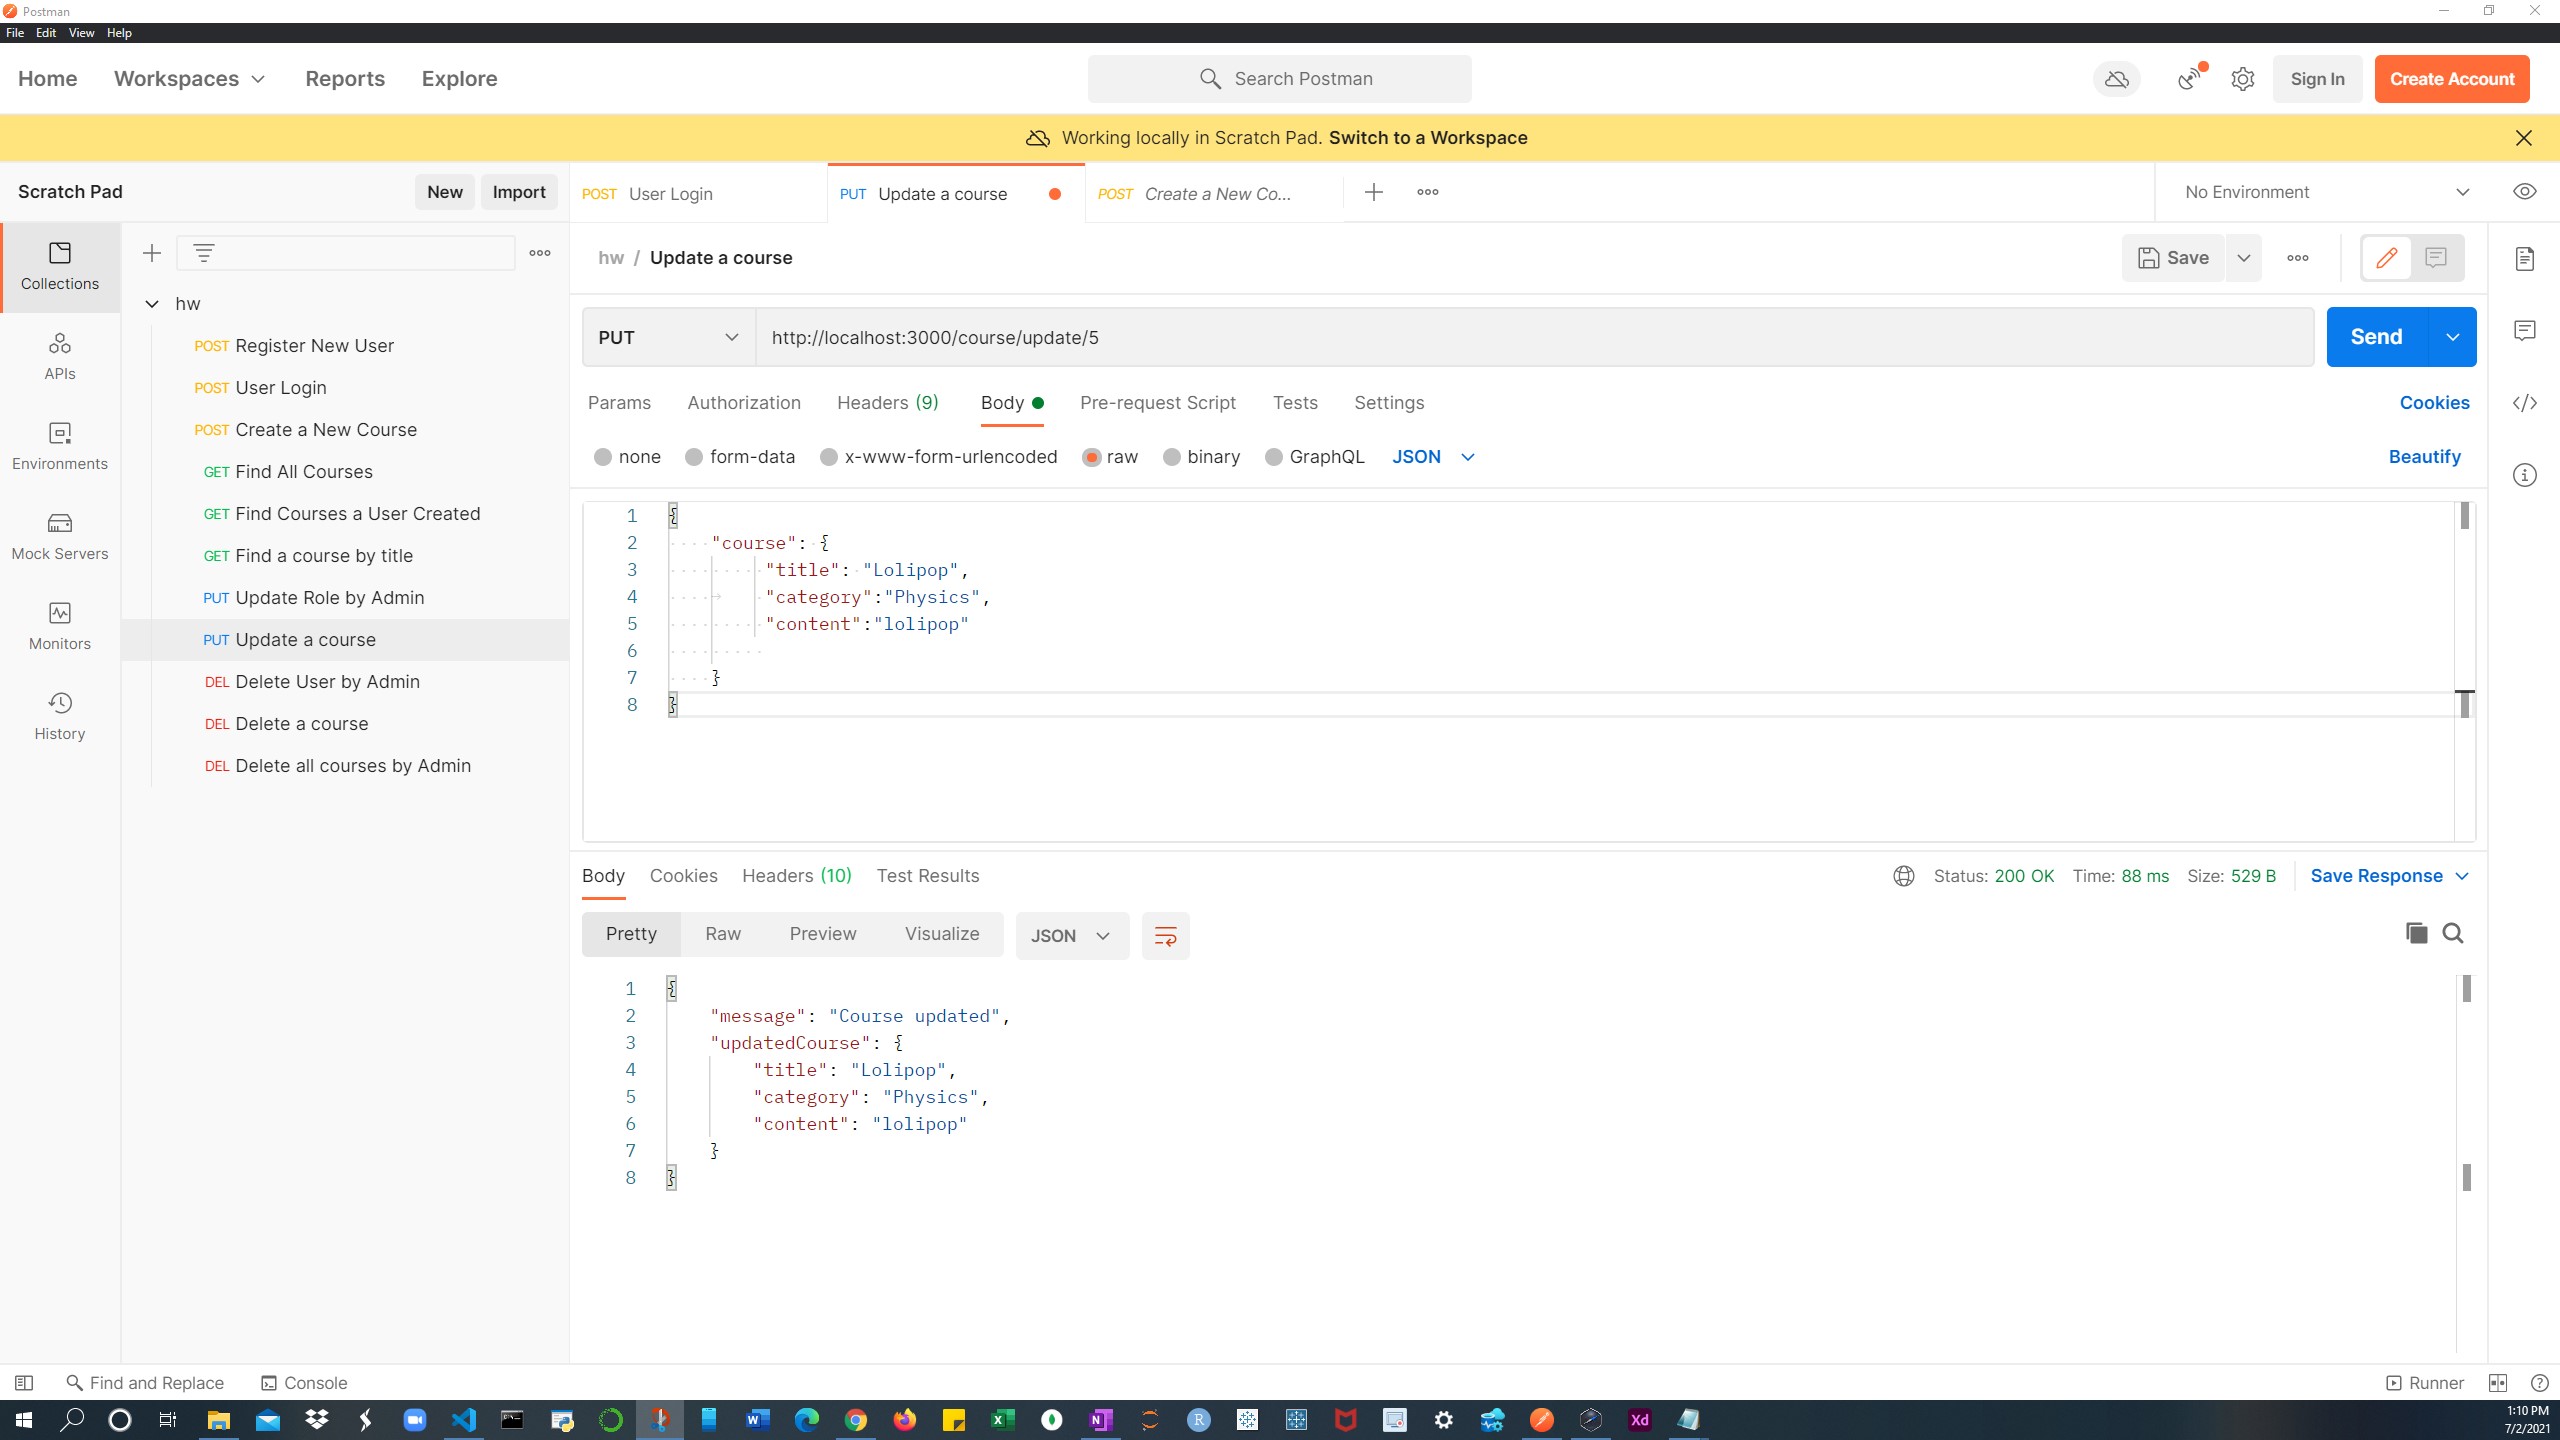 Postman
File Edit View Help
Home Workspaces Reports Explore Search Postman Sign In Create Account
Working locally in Scratch Pad. Switch to a Workspace
Scratch Pad New Import POST User Login PUT Update a course POST Create a New Co... No Environment
Collections
APIs
Environments
Mock Servers
Monitors
History
hw
POST Register New User
POST User Login
POST Create a New Course
GET Find All Courses
GET Find Courses a User Created
GET Find a course by title
PUT Update Role by Admin
PUT Update a course
DEL Delete User by Admin
DEL Delete a course
DEL Delete all courses by Admin
hw / Update a course Save
PUT http://localhost:3000/course/update/5 Send
Params Authorization Headers (9) Body Pre-request Script Tests Settings Cookies
none form-data x-www-form-urlencoded raw binary GraphQL JSON Beautify
1 {
2 "course": {
3 "title": "Lolipop",
4 "category":"Physics",
5 "content":"lolipop"
6
7 }
8 }
Body Cookies Headers (10) Test Results Status: 200 OK Time: 88 ms Size: 529 B Save Response
Pretty Raw Preview Visualize JSON
1 {
2 "message": "Course updated",
3 "updatedCourse": {
4 "title": "Lolipop",
5 "category": "Physics",
6 "content": "lolipop"
7 }
8 }
Find and Replace Console Runner
1:10 PM
7/2/2021